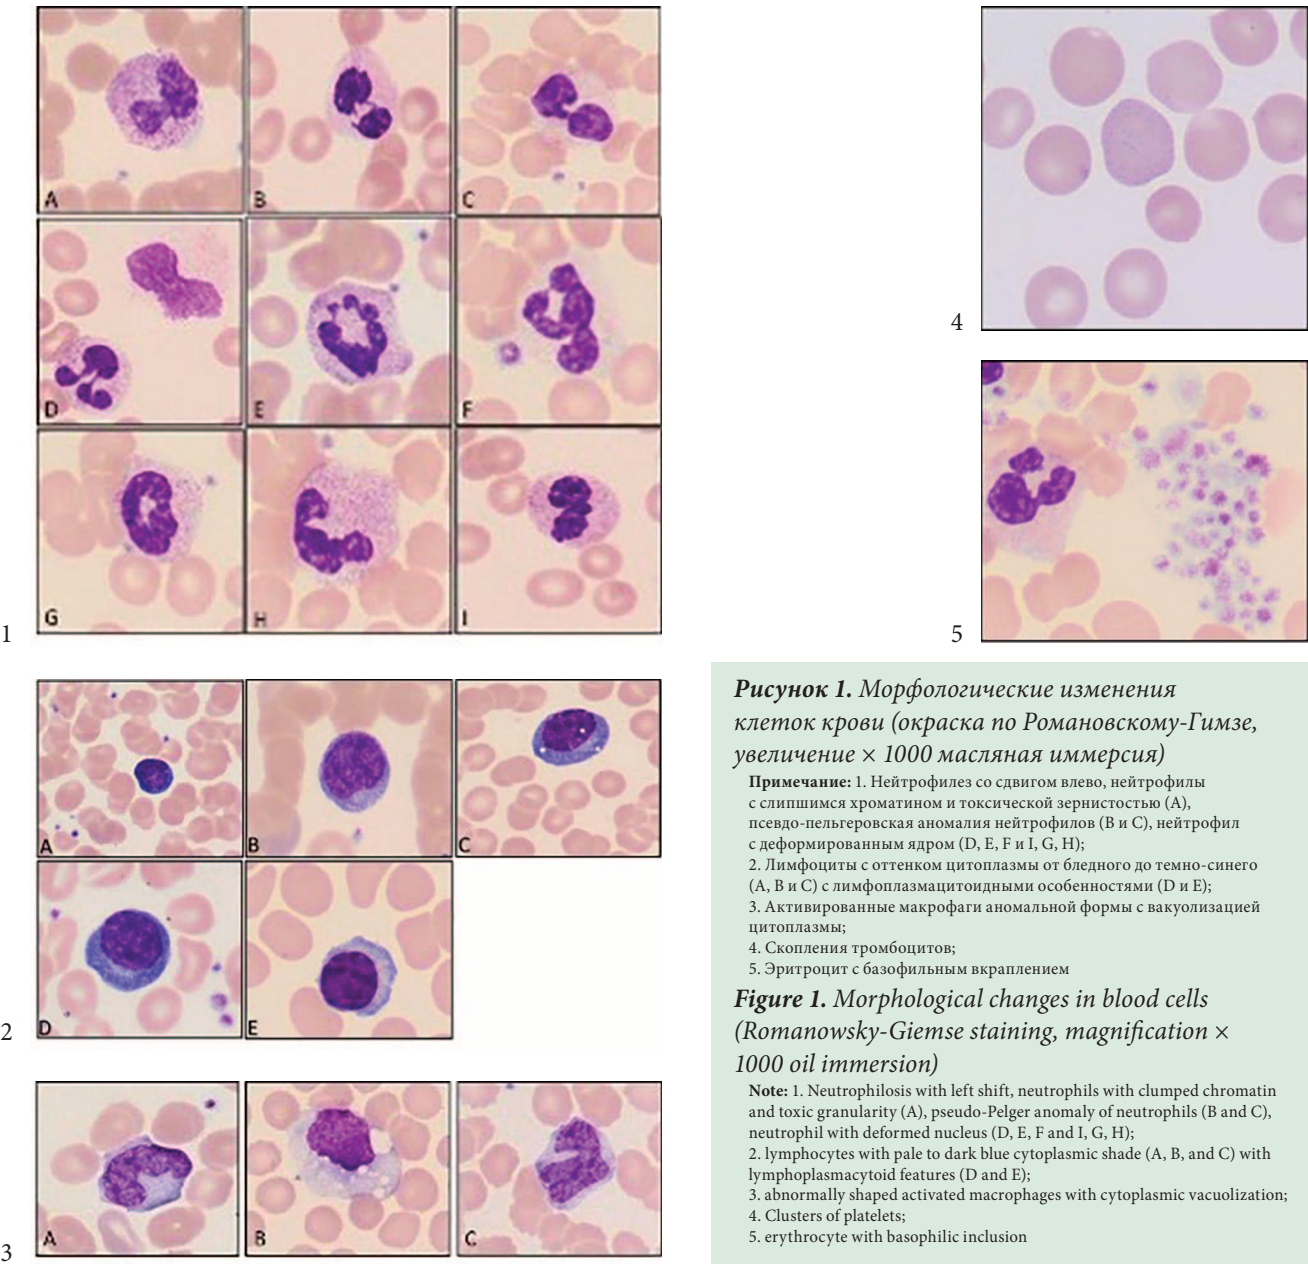 A
B
C
D
E
F
G
H
I
1
4
5
A
B
C
D
E
2
A
B
C
3
Рисунок 1. Морфологические изменения
клеток крови (окраска по Романовскому-Гимзе,
увеличение × 1000 масляная иммерсия)
Примечание: 1. Нейтрофилез со сдвигом влево, нейтрофилы
с слипшимся хроматином и токсической зернистостью (А),
псевдо-пельгеровская аномалия нейтрофилов (В и С), нейтрофил
с деформированным ядром (D, E, F и I, G, H);
2. Лимфоциты с оттенком цитоплазмы от бледного до темно-синего
(А, В и С) с лимфоплазмацитоидными особенностями (D и E);
3. Активированные макрофаги аномальной формы с вакуолизацией
цитоплазмы;
4. Скопления тромбоцитов;
5. Эритроцит с базофильным вкраплением
Figure 1. Morphological changes in blood cells
(Romanowsky-Giemse staining, magnification ×
1000 oil immersion)
Note: 1. Neutrophilosis with left shift, neutrophils with clumped chromatin
and toxic granularity (A), pseudo-Pelger anomaly of neutrophils (B and C),
neutrophil with deformed nucleus (D, E, F and I, G, H);
2. lymphocytes with pale to dark blue cytoplasmic shade (A, B, and C) with
lymphoplasmacytoid features (D and E);
3. abnormally shaped activated macrophages with cytoplasmic vacuolization;
4. Clusters of platelets;
5. erythrocyte with basophilic inclusion